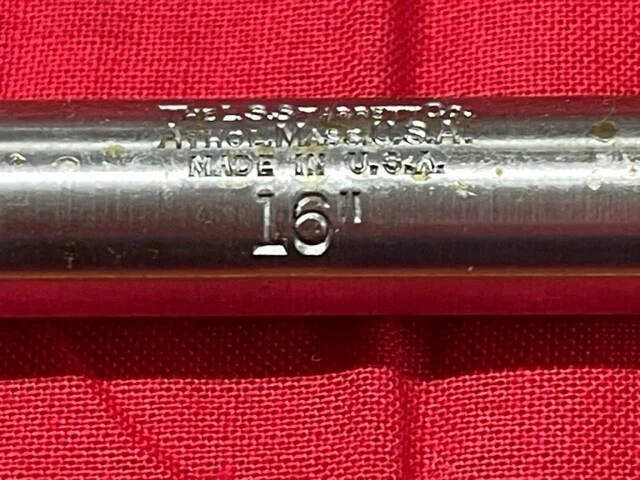 THE L.S. STARRETT CO.
ATHOL, MASS. U.S.A.
MADE IN U.S.A.
16"